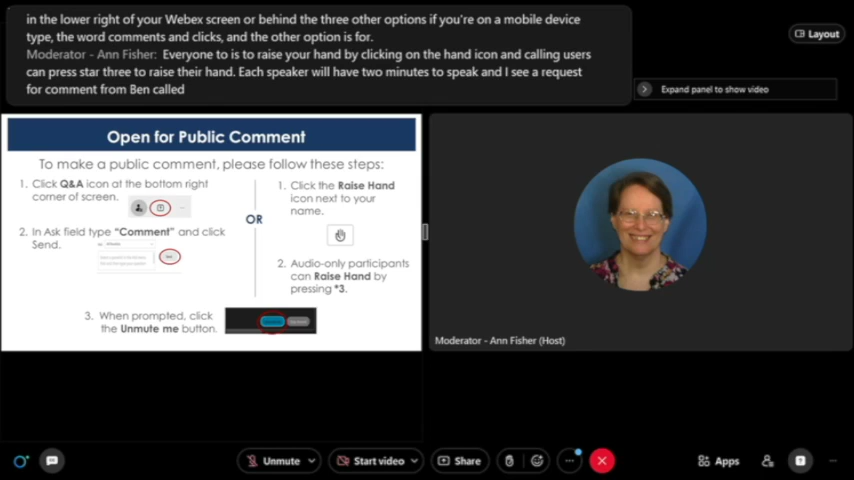 in the lower right of your Webex screen or behind the three other options if you're on a mobile device
type, the word comments and clicks, and the other option is for.
Moderator - Ann Fisher: Everyone to is to raise your hand by clicking on the hand icon and calling users
can press star three to raise their hand. Each speaker will have two minutes to speak and I see a request
for comment from Ben called
Layout
Expand panel to show video
Open for Public Comment
To make a public comment, please follow these steps:
1. Click Q&A icon at the bottom right
corner of screen.
2. In Ask field type "Comment" and click
Send.
OR
1. Click the Raise Hand
icon next to your
name.
2. Audio-only participants
can Raise Hand by
pressing *3.
3. When prompted, click
the Unmute me button.
Moderator - Ann Fisher (Host)
Unmute
Start video
Share
Apps